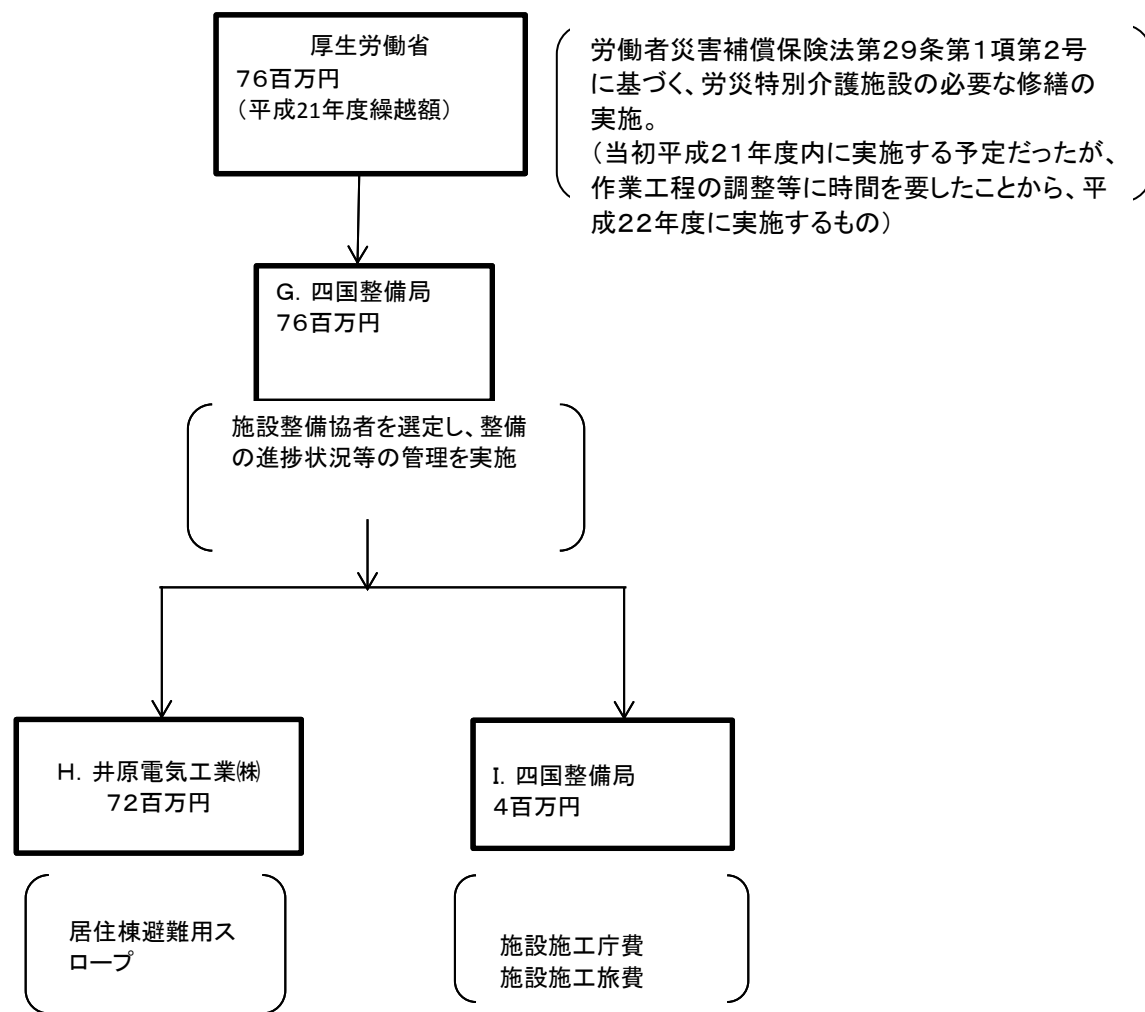 厚生労働省
76百万円
(平成21年度繰越額)
労働者災害補償保険法第29条第1項第2号
に基づく、労災特別介護施設の必要な修繕の
実施。
(当初平成21年度内に実施する予定だったが、
作業工程の調整等に時間を要したことから、平
成22年度に実施するもの)
G. 四国整備局
76百万円
施設整備協者を選定し、整備
の進捗状況等の管理を実施
H. 井原電気工業㈱
72百万円
I. 四国整備局
4百万円
居住棟避難用ス
ロープ
施設施工庁費
施設施工旅費